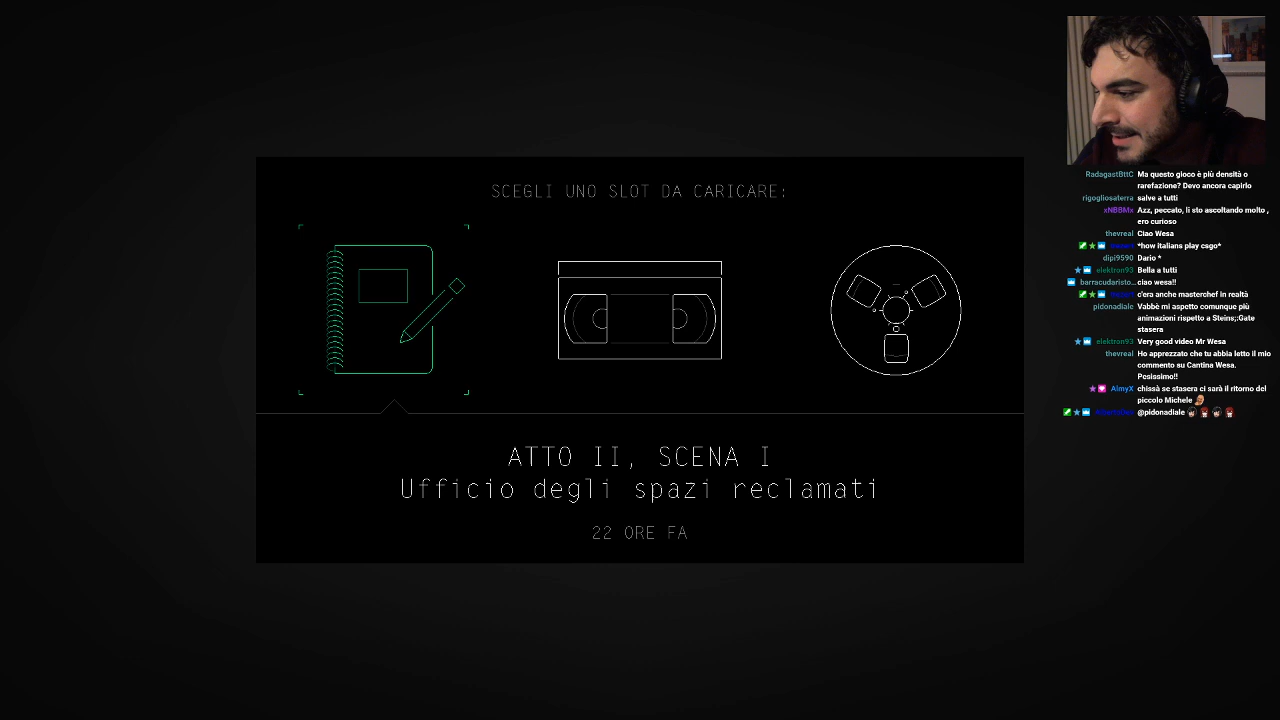 SCEGLI UNO SLOT DA CARICARE:
ATTO II, SCENA I
Ufficio degli spazi reclamati
22 ORE FA
RadagastBttC Ma questo gioco è più densità o
rarefazione? Devo ancora capirlo
rigogliosaterra salve a tutti
xNBBMx Azz, peccato, li sto ascoltando molto ,
ero curioso
thevreal Ciao Wesa
*how italians play csgo*
dipi9590 Dario *
elektron93 Bella a tutti
barracudaristo... ciao wesa!!
c'era anche masterchef in realtà
pidonadiale Vabbè mi aspetto comunque più
animazioni rispetto a Steins;:Gate
stasera
elektron93 Very good video Mr Wesa
thevreal Ho apprezzato che tu abbia letto il mio
commento su Cantina Wesa.
Pesissimo!!
AimyX chissà se stasera ci sarà il ritorno del
piccolo Michele
@pidonadiale